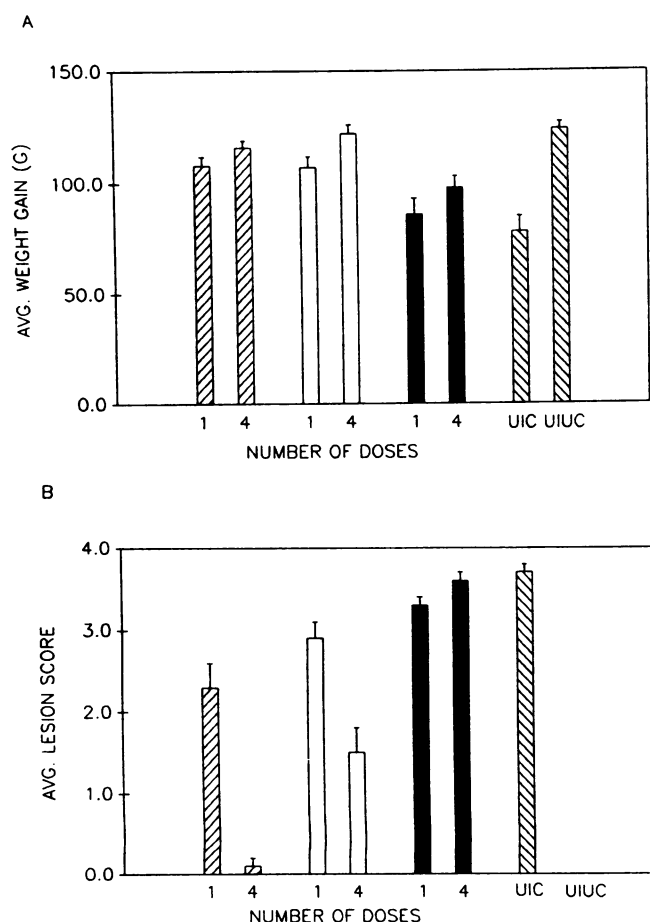 A
150.0
100.0
50.0
0.0
AVG. WEIGHT GAIN (G)
1 4 1 4 1 4 UIC UIUC
NUMBER OF DOSES
B
4.0
3.0
2.0
1.0
0.0
AVG. LESION SCORE
1 4 1 4 1 4 UIC UIUC
NUMBER OF DOSES